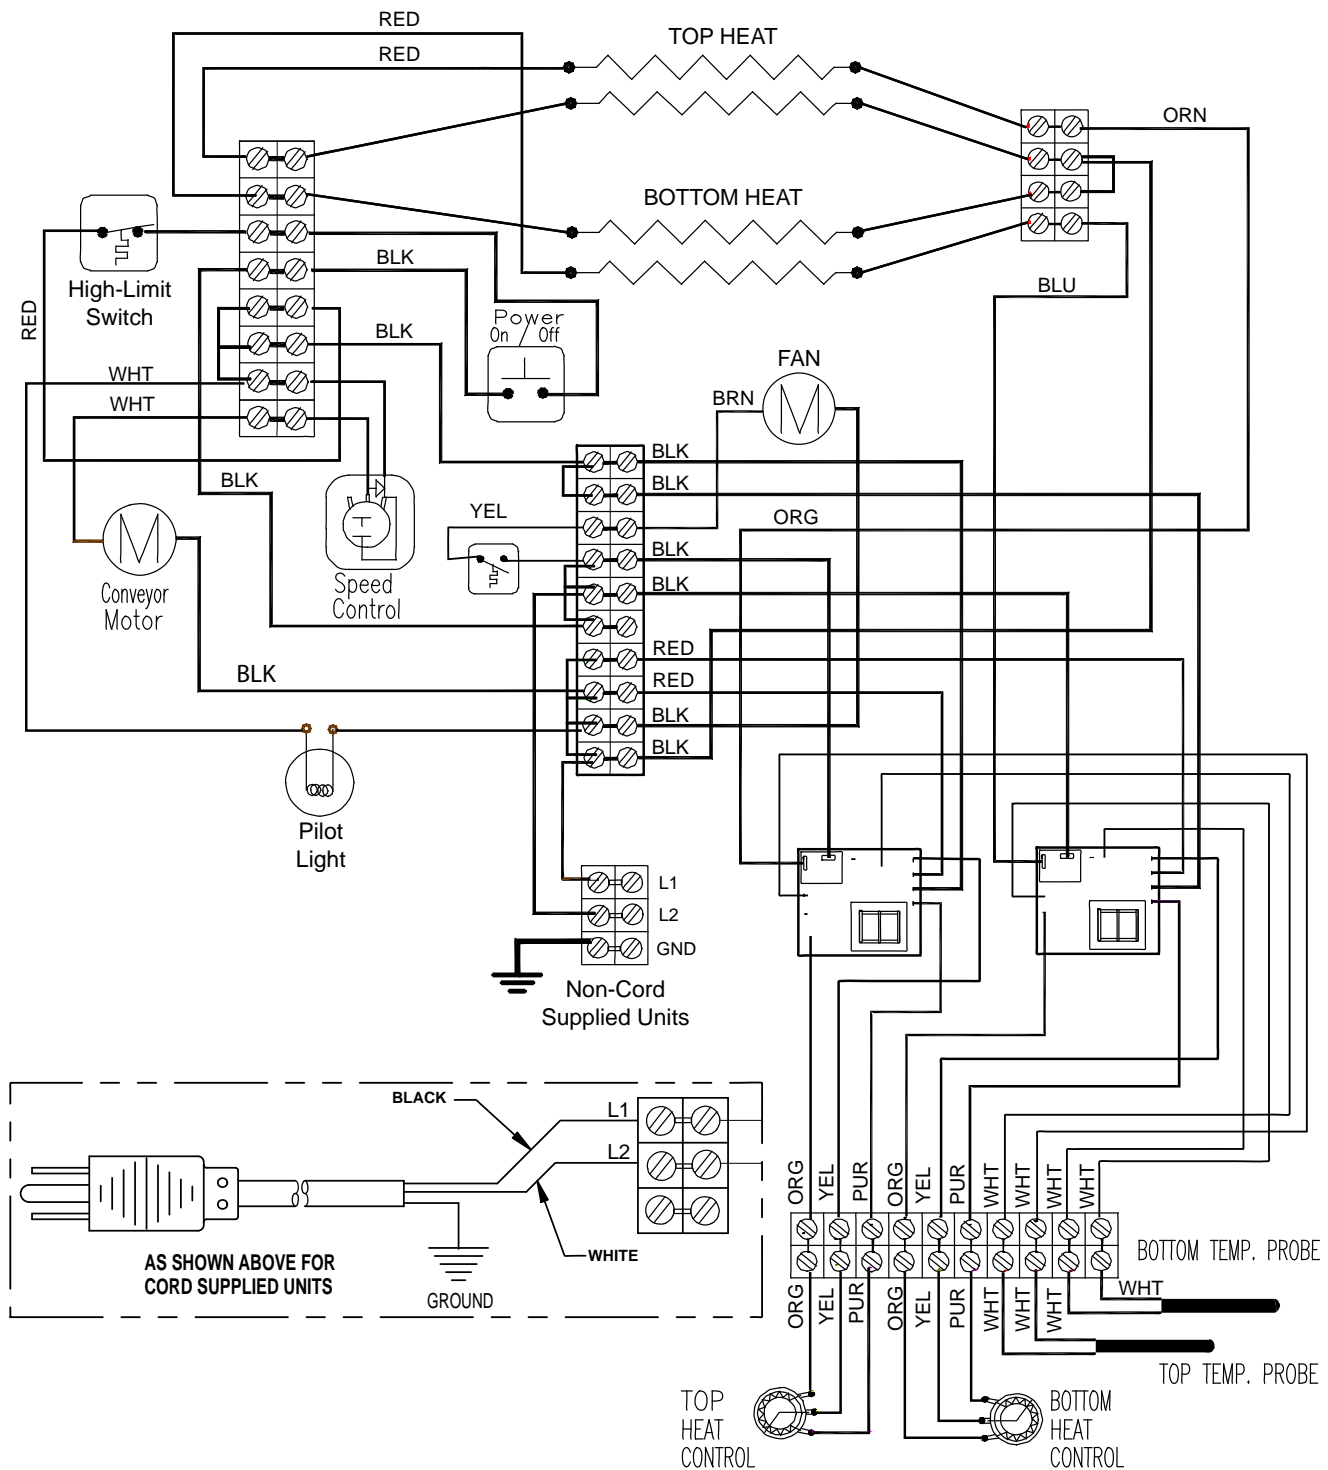 RED
TOP HEAT
RED
ORN
BOTTOM HEAT
BLK
High-Limit
Switch
RED
BLU
Power
On / Off
BLK
FAN
WHT
BRN
WHT
BLK
BLK
BLK
YEL
ORG
BLK
Speed
Control
BLK
Conveyor
Motor
RED
BLK
RED
BLK
BLK
Pilot
Light
L1
L2
GND
Non-Cord
Supplied Units
BLACK
L1
L2
WHITE
AS SHOWN ABOVE FOR
CORD SUPPLIED UNITS
GROUND
ORG
YEL
PUR
ORG
YEL
PUR
WHT
WHT
WHT
WHT
BOTTOM TEMP. PROBE
ORG
YEL
PUR
ORG
YEL
PUR
WHT
WHT
WHT
WHT
TOP TEMP. PROBE
TOP
HEAT
CONTROL
BOTTOM
HEAT
CONTROL